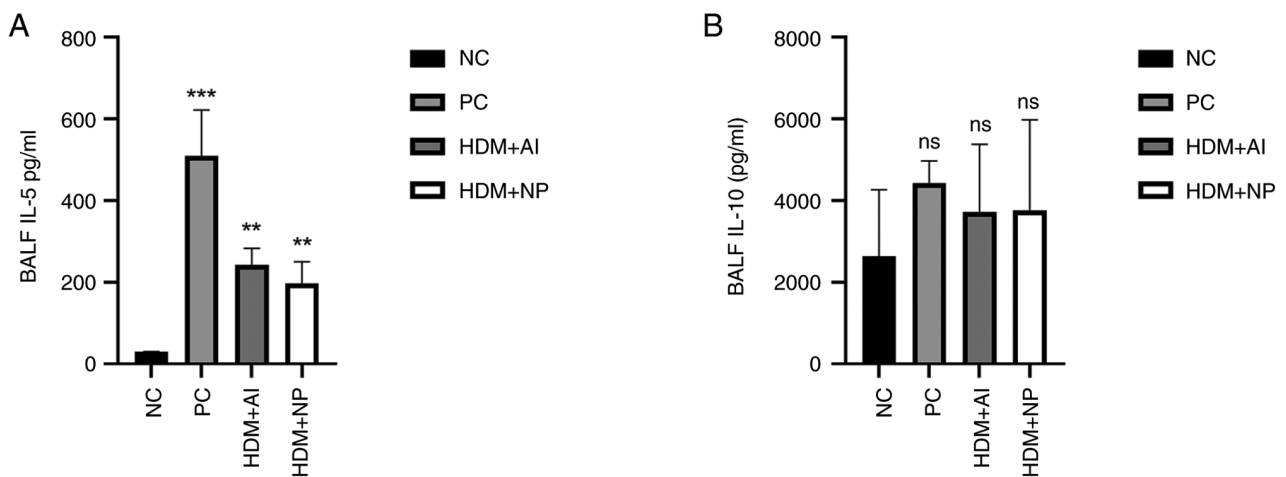 A
BALF IL-5 pg/ml
800
600
400
200
0
***
**
**
NC
PC
HDM+AI
HDM+NP
NC
PC
HDM+AI
HDM+NP
B
BALF IL-10 (pg/ml)
8000
6000
4000
2000
0
ns
ns
ns
NC
PC
HDM+AI
HDM+NP
NC
PC
HDM+AI
HDM+NP